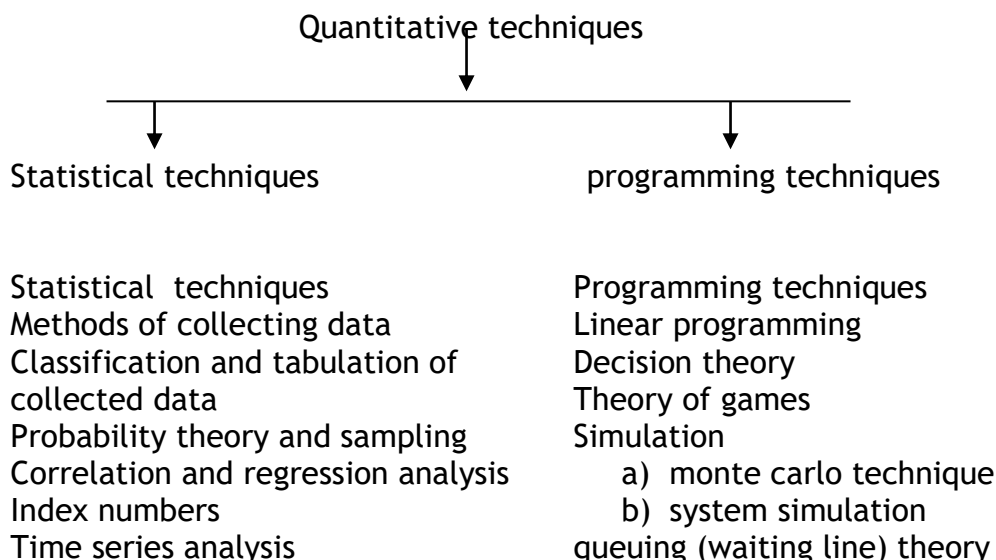 Quantitative techniques
Statistical techniques
programming techniques
Statistical techniques
Methods of collecting data
Classification and tabulation of
collected data
Probability theory and sampling
Correlation and regression analysis
Index numbers
Time series analysis
Programming techniques
Linear programming
Decision theory
Theory of games
Simulation
a) monte carlo technique
b) system simulation
queuing (waiting line) theory